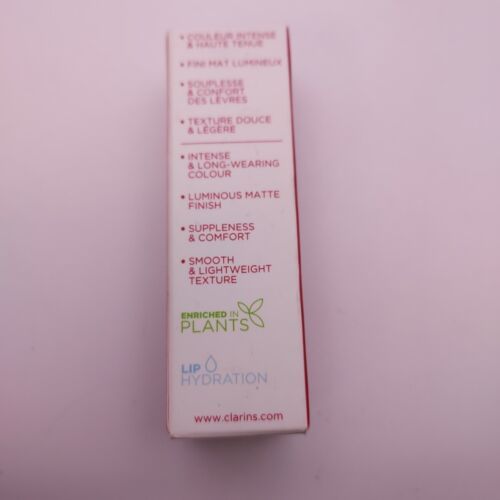 • COULEUR INTENSE
& HAUTE TENUE
• FINI MAT LUMINEUX
• SOUPLESSE
& CONFORT
DES LÈVRES
• TEXTURE DOUCE
& LÉGÈRE
• INTENSE
& LONG-WEARING
COLOUR
• LUMINOUS MATTE
FINISH
• SUPPLENESS
& COMFORT
• SMOOTH
& LIGHTWEIGHT
TEXTURE
ENRICHED IN
PLANTS
LIP
HYDRATION
www.clarins.com